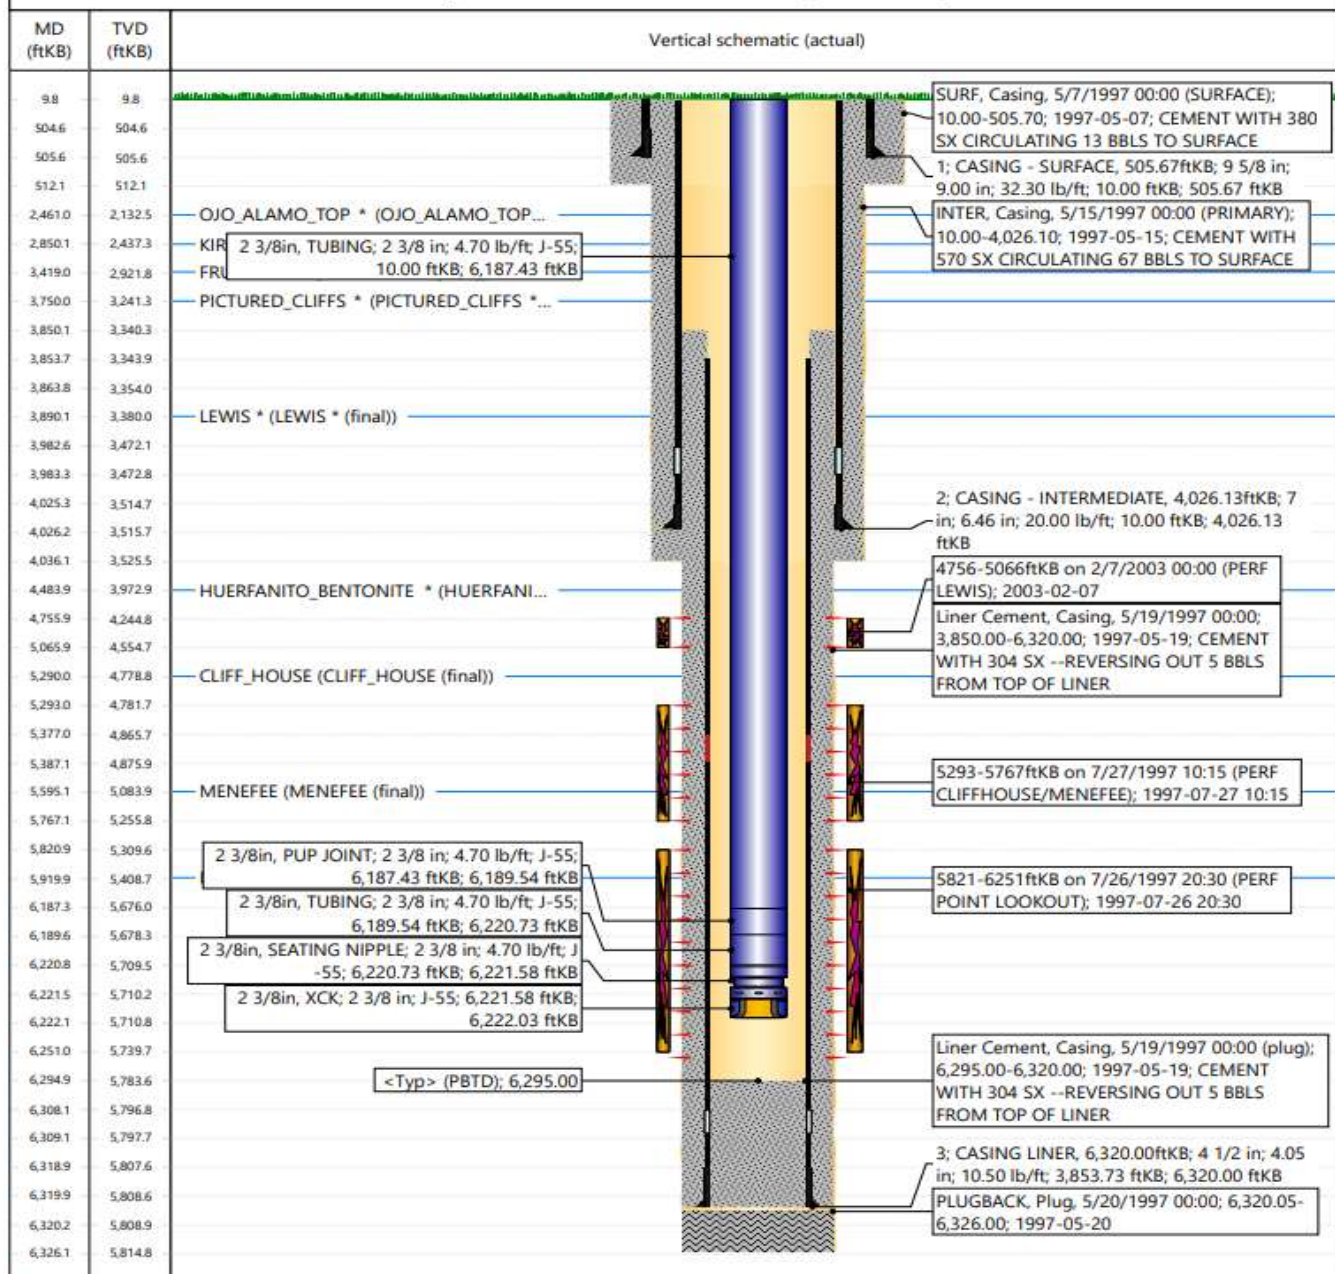 MD
(ftKB)
TVD
(ftKB)
Vertical schematic (actual)
9.8 9.8
504.6 504.6
505.6 505.6
512.1 512.1
2,461.0 2,132.5
2,850.1 2,437.3
3,419.0 2,921.8
3,750.0 3,241.3
3,850.1 3,340.3
3,853.7 3,343.9
3,863.8 3,354.0
3,890.1 3,380.0
3,982.6 3,472.1
3,983.3 3,472.8
4,025.3 3,514.7
4,026.2 3,515.7
4,036.1 3,525.5
4,483.9 3,972.9
4,755.9 4,244.8
5,065.9 4,554.7
5,290.0 4,778.8
5,293.0 4,781.7
5,377.0 4,865.7
5,387.1 4,875.9
5,595.1 5,083.9
5,767.1 5,255.8
5,820.9 5,309.6
5,919.9 5,408.7
6,187.3 5,676.0
6,189.6 5,678.3
6,220.8 5,709.5
6,221.5 5,710.2
6,222.1 5,710.8
6,251.0 5,739.7
6,294.9 5,783.6
6,308.1 5,796.8
6,309.1 5,797.7
6,318.9 5,807.6
6,319.9 5,808.6
6,320.2 5,808.9
6,326.1 5,814.8
OJO_ALAMO_TOP * (OJO_ALAMO_TOP...
KIR
2 3/8in, TUBING; 2 3/8 in; 4.70 lb/ft; J-55;
10.00 ftKB; 6,187.43 ftKB
FRU
PICTURED_CLIFFS * (PICTURED_CLIFFS *...
LEWIS * (LEWIS * (final))
HUERFANITO_BENTONITE * (HUERFANI...
CLIFF_HOUSE (CLIFF_HOUSE (final))
MENEFEE (MENEFEE (final))
2 3/8in, PUP JOINT; 2 3/8 in; 4.70 lb/ft; J-55;
6,187.43 ftKB; 6,189.54 ftKB
2 3/8in, TUBING; 2 3/8 in; 4.70 lb/ft; J-55;
6,189.54 ftKB; 6,220.73 ftKB
2 3/8in, SEATING NIPPLE; 2 3/8 in; 4.70 lb/ft; J
-55; 6,220.73 ftKB; 6,221.58 ftKB
2 3/8in, XCK; 2 3/8 in; J-55; 6,221.58 ftKB;
6,222.03 ftKB
<Typ> (PBTD); 6,295.00
SURF, Casing, 5/7/1997 00:00 (SURFACE);
10.00-505.70; 1997-05-07; CEMENT WITH 380
SX CIRCULATING 13 BBLS TO SURFACE
1; CASING - SURFACE, 505.67ftKB; 9 5/8 in;
9.00 in; 32.30 lb/ft; 10.00 ftKB; 505.67 ftKB
INTER, Casing, 5/15/1997 00:00 (PRIMARY);
10.00-4,026.10; 1997-05-15; CEMENT WITH
570 SX CIRCULATING 67 BBLS TO SURFACE
2; CASING - INTERMEDIATE, 4,026.13ftKB; 7
in; 6.46 in; 20.00 lb/ft; 10.00 ftKB; 4,026.13
ftKB
4756-5066ftKB on 2/7/2003 00:00 (PERF
LEWIS); 2003-02-07
Liner Cement, Casing, 5/19/1997 00:00;
3,850.00-6,320.00; 1997-05-19; CEMENT
WITH 304 SX --REVERSING OUT 5 BBLS
FROM TOP OF LINER
5293-5767ftKB on 7/27/1997 10:15 (PERF
CLIFFHOUSE/MENEFEE); 1997-07-27 10:15
5821-6251ftKB on 7/26/1997 20:30 (PERF
POINT LOOKOUT); 1997-07-26 20:30
Liner Cement, Casing, 5/19/1997 00:00 (plug);
6,295.00-6,320.00; 1997-05-19; CEMENT
WITH 304 SX --REVERSING OUT 5 BBLS
FROM TOP OF LINER
3; CASING LINER, 6,320.00ftKB; 4 1/2 in; 4.05
in; 10.50 lb/ft; 3,853.73 ftKB; 6,320.00 ftKB
PLUGBACK, Plug, 5/20/1997 00:00; 6,320.05-
6,326.00; 1997-05-20